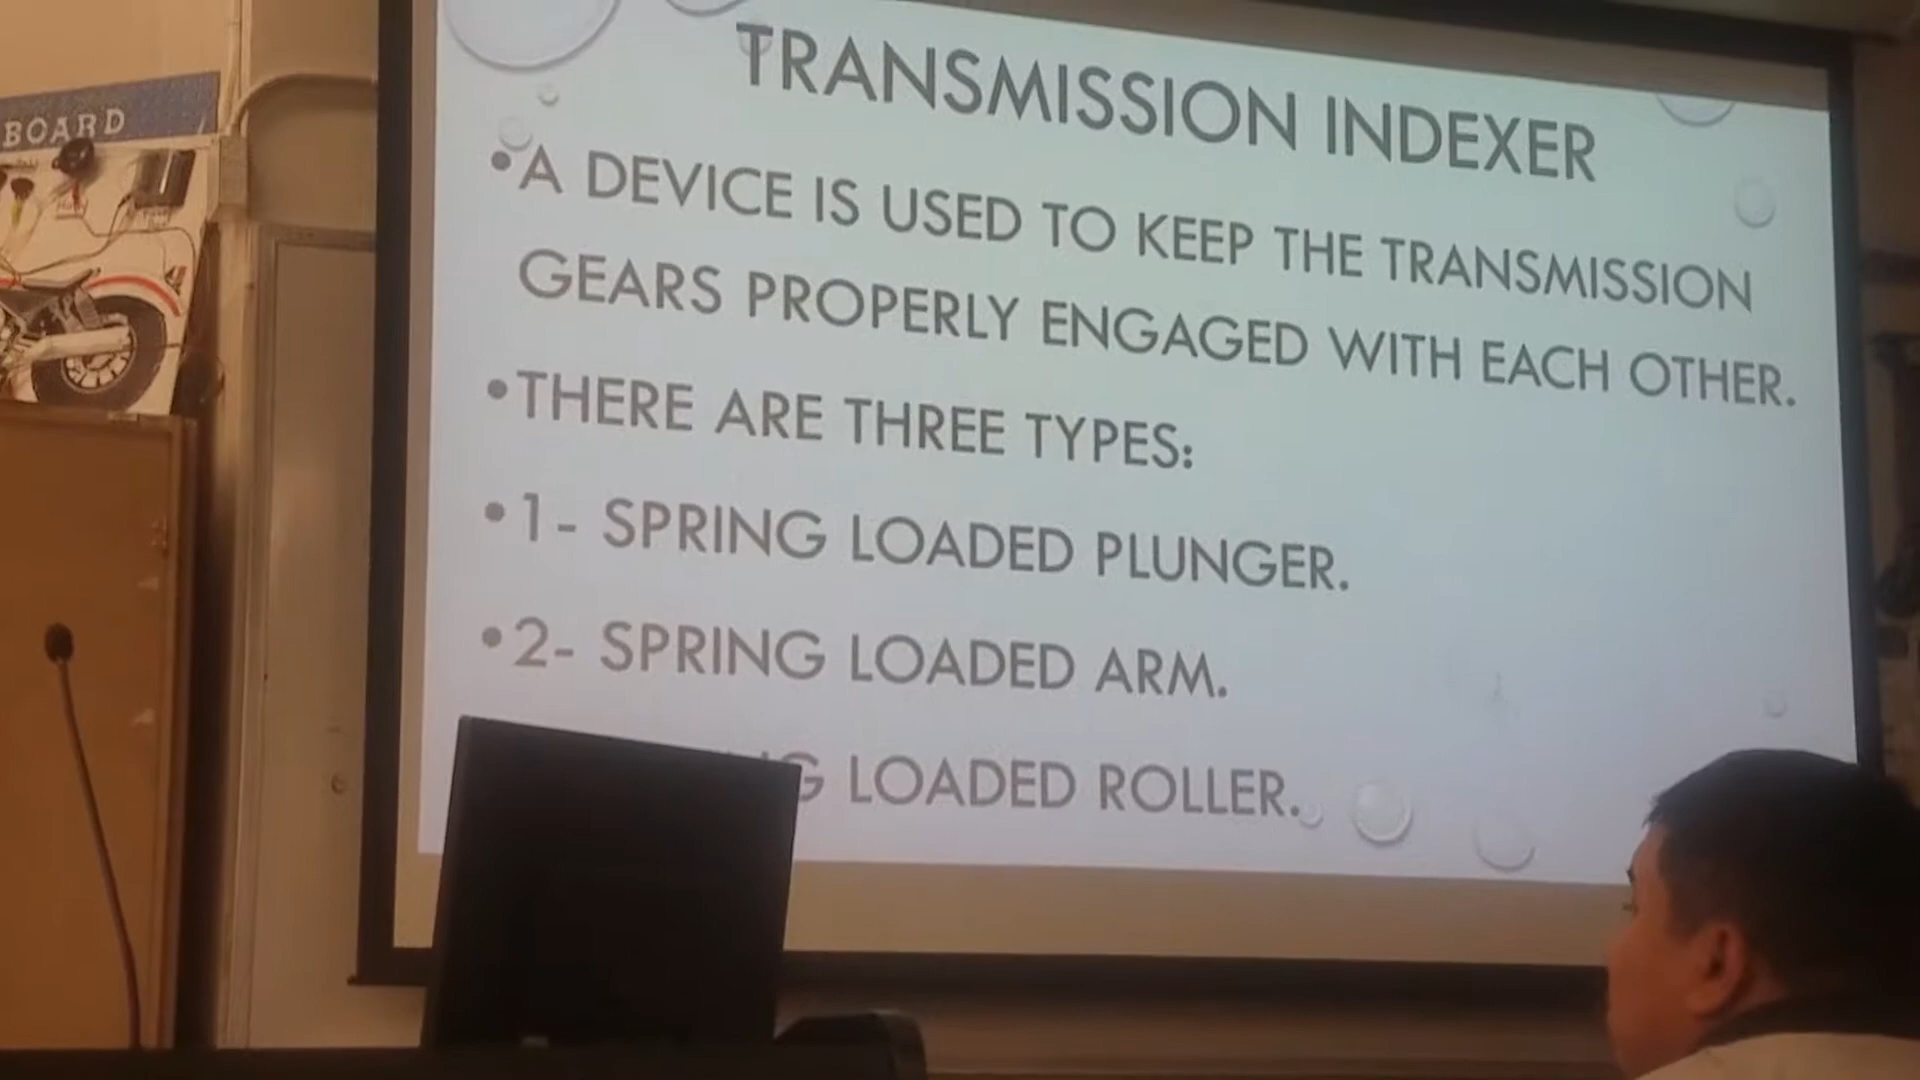 BOARD
TRANSMISSION INDEXER
•A DEVICE IS USED TO KEEP THE TRANSMISSION
GEARS PROPERLY ENGAGED WITH EACH OTHER.
•THERE ARE THREE TYPES:
•1- SPRING LOADED PLUNGER.
•2- SPRING LOADED ARM.
LOADED ROLLER.